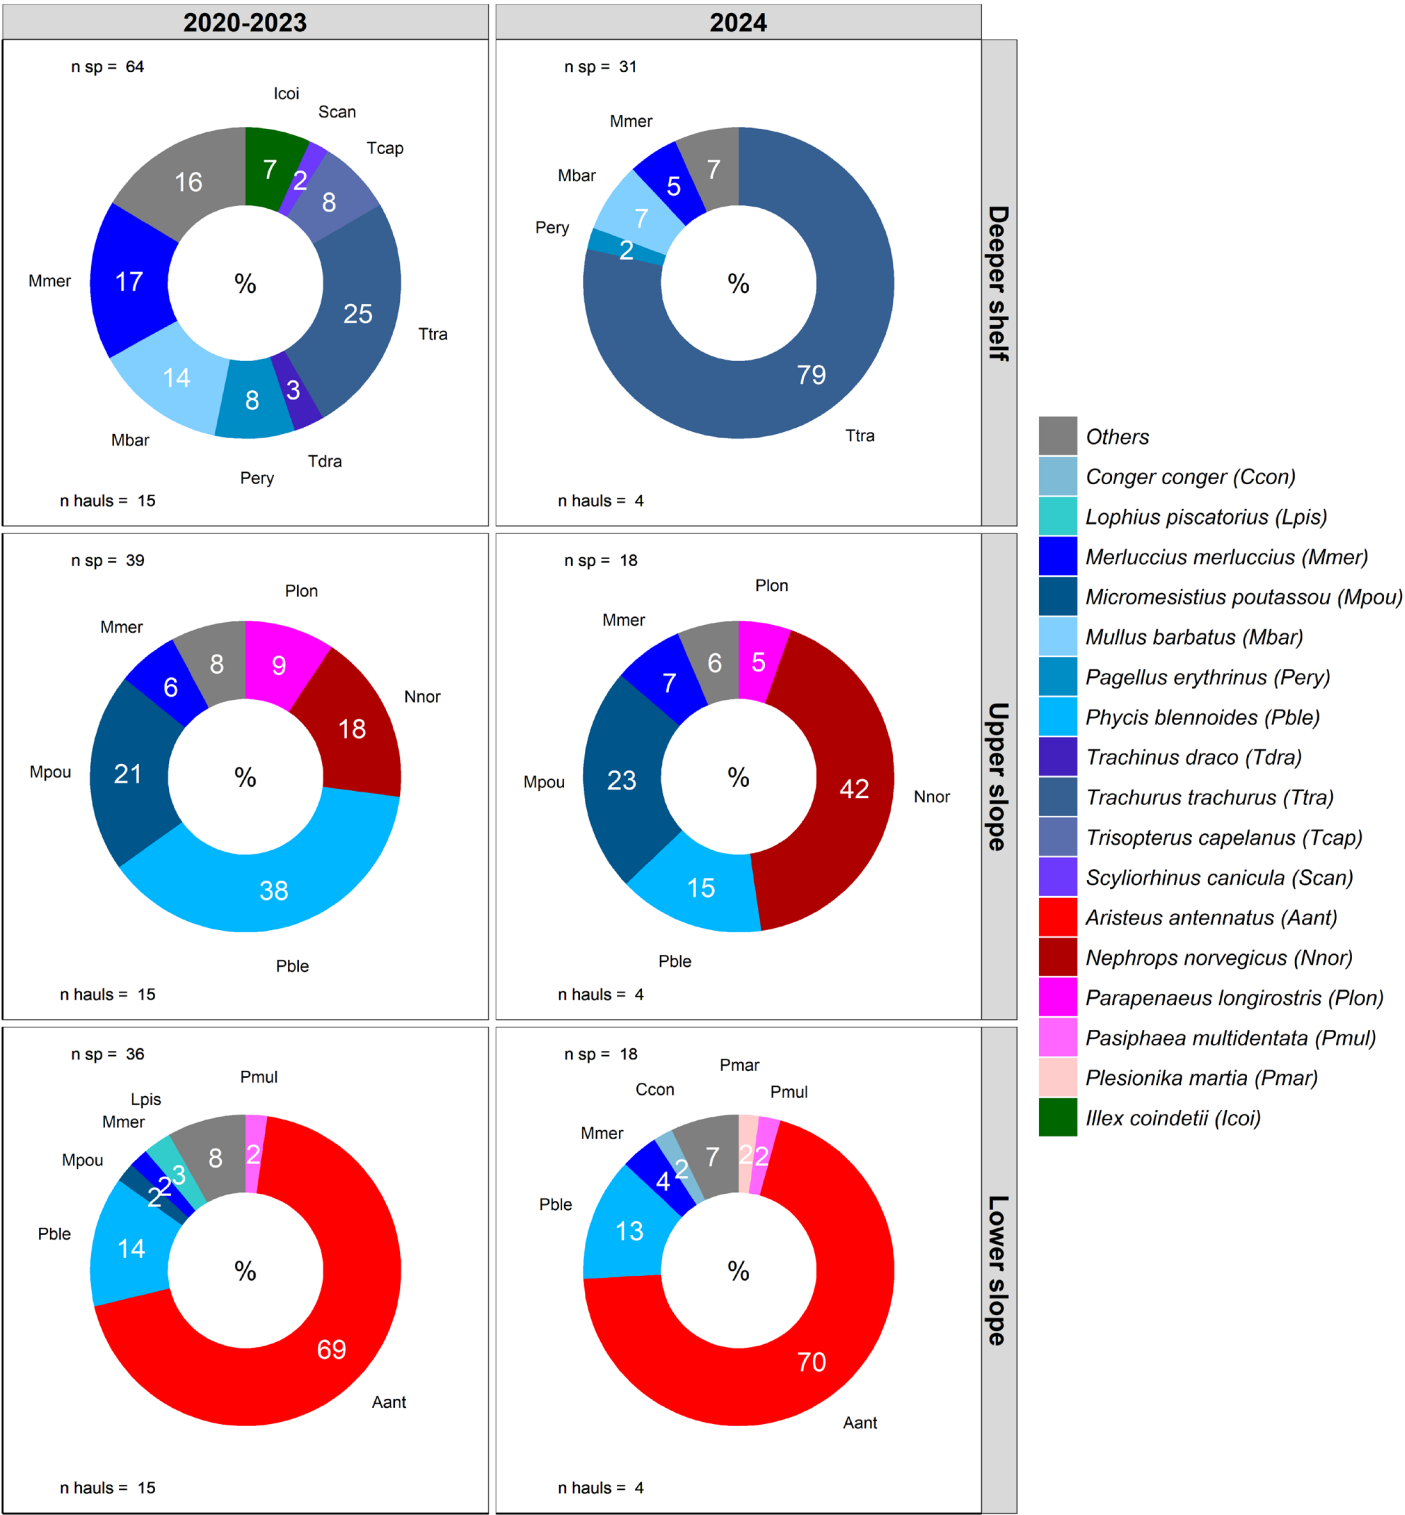 2020-2023
2024
n sp = 64
Icoi
Scan
Tcap
Ttra
Tdra
Pery
Mbar
Mmer
7
2
8
25
3
8
14
17
16
%
n hauls = 15
n sp = 31
Mmer
Mbar
Pery
Ttra
7
5
7
2
79
%
n hauls = 4
Deeper shelf
n sp = 39
Plon
Nnor
Pble
Mpou
Mmer
9
18
38
21
6
8
%
n hauls = 15
n sp = 18
Plon
Nnor
Pble
Mpou
Mmer
5
42
15
23
7
6
%
n hauls = 4
Upper slope
n sp = 36
Pmul
Aant
Pble
Mpou
Mmer
Lpis
2
69
14
2
2
3
8
%
n hauls = 15
n sp = 18
Pmar
Pmul
Aant
Pble
Mmer
Ccon
2
2
70
13
4
2
7
%
n hauls = 4
Lower slope
Others
Conger conger (Ccon)
Lophius piscatorius (Lpis)
Merluccius merluccius (Mmer)
Micromesistius poutassou (Mpou)
Mullus barbatus (Mbar)
Pagellus erythrinus (Pery)
Phycis blennoides (Pble)
Trachinus draco (Tdra)
Trachurus trachurus (Ttra)
Trisopterus capelanus (Tcap)
Scyliorhinus canicula (Scan)
Aristeus antennatus (Aant)
Nephrops norvegicus (Nnor)
Parapenaeus longirostris (Plon)
Pasiphaea multidentata (Pmul)
Plesionika martia (Pmar)
Illex coindetii (Icoi)